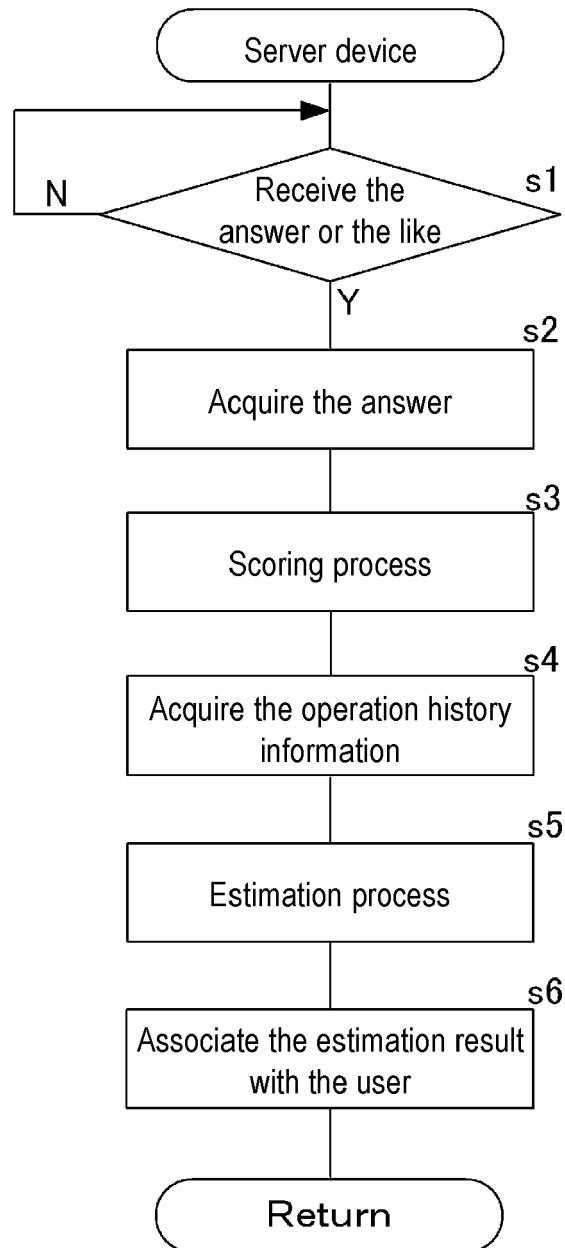 Server device
s1
Receive the
answer or the like
N
Y
s2
Acquire the answer
s3
Scoring process
s4
Acquire the operation history
information
s5
Estimation process
s6
Associate the estimation result
with the user
Return